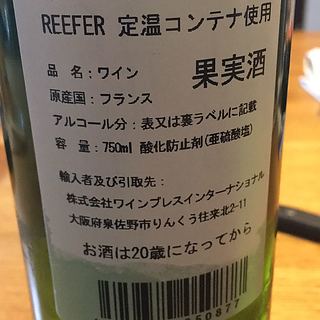 REEFER 定温コンテナ使用
品 名：ワイン
果実酒
原産国：フランス
アルコール分：表又は裏ラベルに記載
容 量：750ml 酸化防止剤(亜硫酸塩)
輸入者及び引取先：
株式会社ワインプレスインターナショナル
大阪府泉佐野市りんくう往来北2-11
お酒は20歳になってから
50877